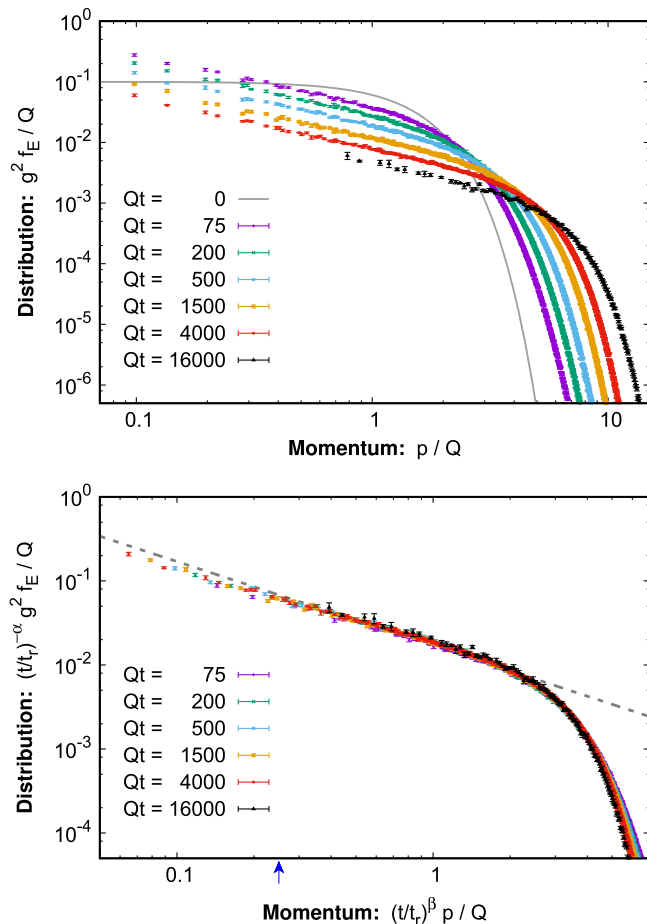 10^0
10^-1
10^-2
10^-3
10^-4
10^-5
10^-6
Distribution: g^2 f_E / Q
Qt = 0
Qt = 75
Qt = 200
Qt = 500
Qt = 1500
Qt = 4000
Qt = 16000
0.1 1 10
Momentum: p / Q
10^0
10^-1
10^-2
10^-3
10^-4
Distribution: (t/t_r)^-α g^2 f_E / Q
Qt = 75
Qt = 200
Qt = 500
Qt = 1500
Qt = 4000
Qt = 16000
0.1 1
Momentum: (t/t_r)^β p / Q